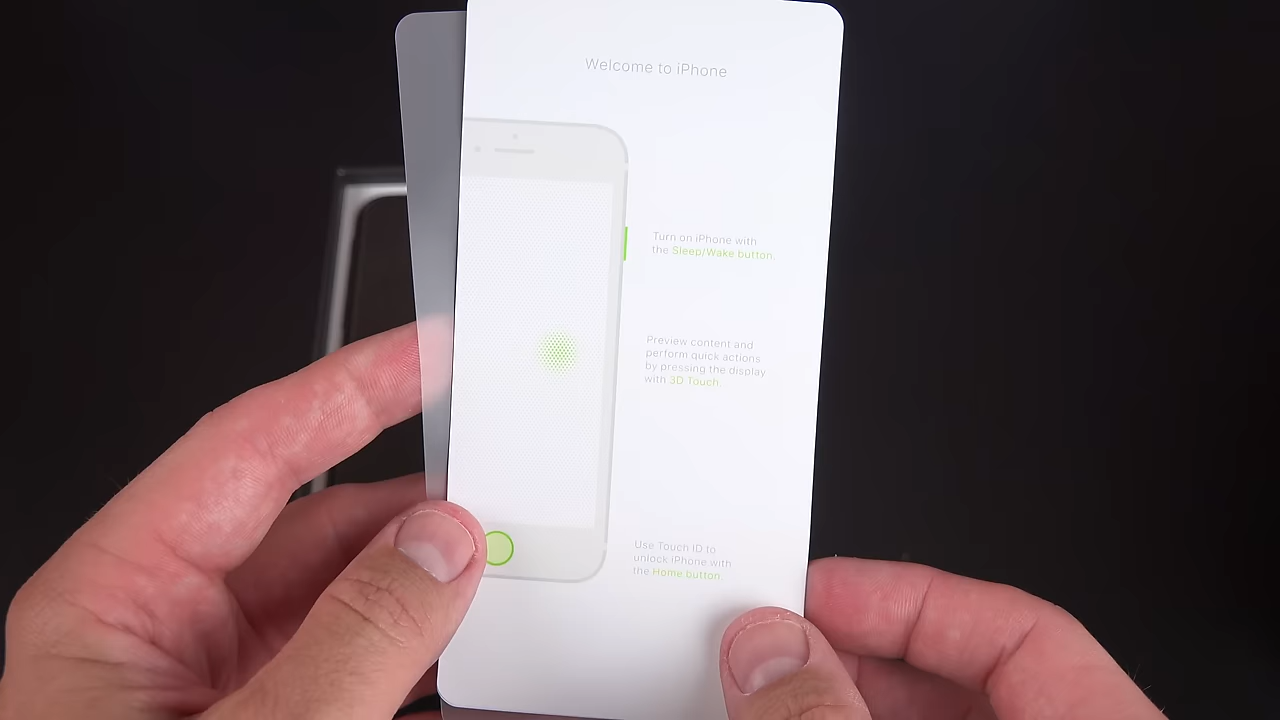 Welcome to iPhone
Turn on iPhone with
the Sleep/Wake button.
Preview content and
perform quick actions
by pressing the display
with 3D Touch.
Use Touch ID to
unlock iPhone with
the Home button.